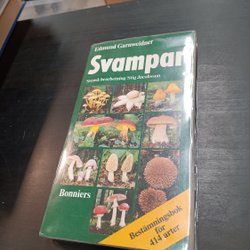 Edmund Garnweidner
Svampar
Svensk bearbetning Stig Jacobsson
Bonniers
Bestämningsbok
för
414 arter